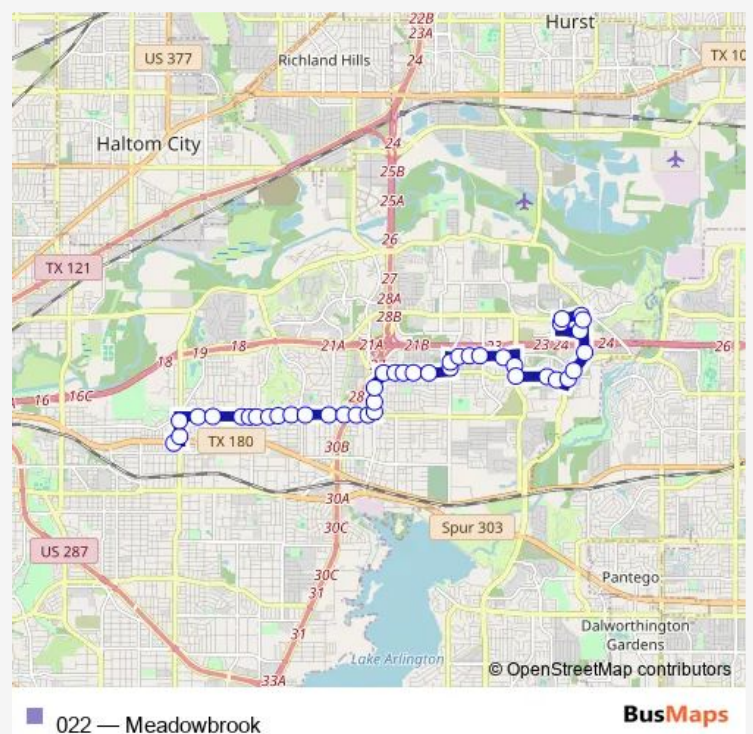 22B
Hurst
23A
US 377
Richland Hills
24
TX 10
Haltom City
24
25B
25A
26
TX 121
27
28A
28B
18
19
18
21A
21A
21B
23
23
24
24
26
16
16C
28
TX 180
30B
30A
30C
Spur 303
US 287
30C
31
Pantego
31
Dalworthington
Gardens
Lake Arlington
33A
© OpenStreetMap contributors
022 — Meadowbrook
BusMaps